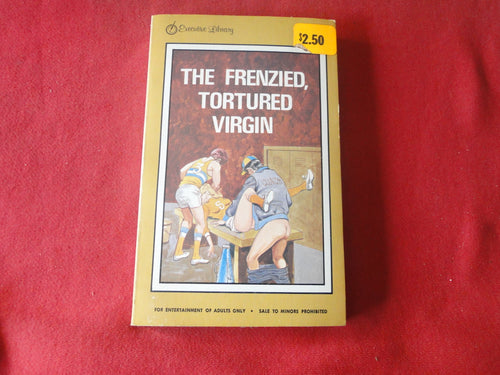 Executive Library
$2.50
THE FRENZIED,
TORTURED
VIRGIN
FOR ENTERTAINMENT OF ADULTS ONLY • SALE TO MINORS PROHIBITED